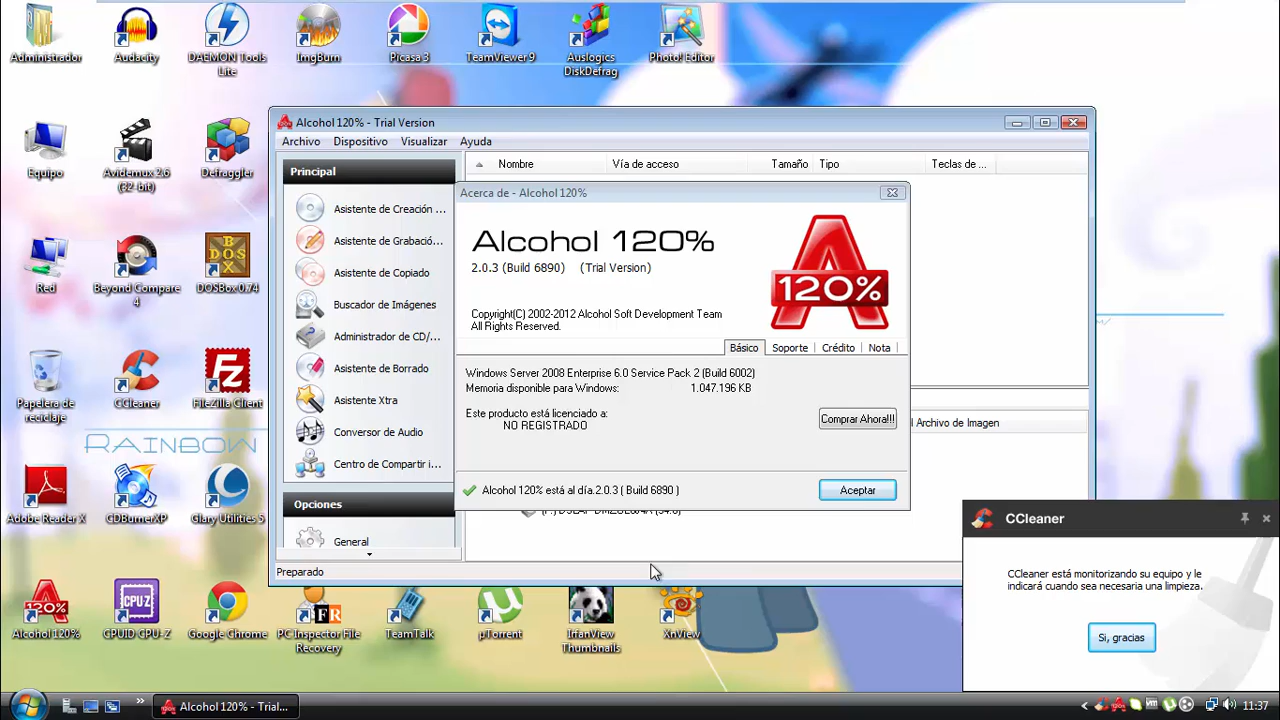 Administrador
Audacity
DAEMON Tools
Lite
ImgBurn
Picasa 3
TeamViewer 9
Auslogics
DiskDefrag
Photo! Editor
Equipo
Avidemux 2.6
(32-bit)
Defraggler
Red
Beyond Compare
4
DOSBox 0.74
Papelera de
reciclaje
CCleaner
FileZilla Client
RAINBOW
Adobe Reader X
CDBurnerXP
Glary Utilities 5
Alcohol 120%
CPUID CPU-Z
Google Chrome
PC Inspector File
Recovery
TeamTalk
µTorrent
IrfanView
Thumbnails
XnView
Alcohol 120% - Trial Version
Archivo Dispositivo Visualizar Ayuda
Principal
Asistente de Creación ...
Asistente de Grabació...
Asistente de Copiado
Buscador de Imágenes
Administrador de CD/...
Asistente de Borrado
Asistente Xtra
Conversor de Audio
Centro de Compartir i...
Opciones
General
Preparado
Nombre Vía de acceso Tamaño Tipo Teclas de ...
l Archivo de Imagen
Acerca de - Alcohol 120%
Alcohol 120%
2.0.3 (Build 6890) (Trial Version)
120%
Copyright(C) 2002-2012 Alcohol Soft Development Team
All Rights Reserved.
Básico Soporte Crédito Nota
Windows Server 2008 Enterprise 6.0 Service Pack 2 (Build 6002)
Memoria disponible para Windows: 1.047.196 KB
Este producto está licenciado a:
NO REGISTRADO
Comprar Ahora!!!
Alcohol 120% está al día.2.0.3 ( Build 6890 )
Aceptar
CCleaner
CCleaner está monitorizando su equipo y le
indicará cuando sea necesaria una limpieza.
Si, gracias
Alcohol 120% - Trial...
11:37